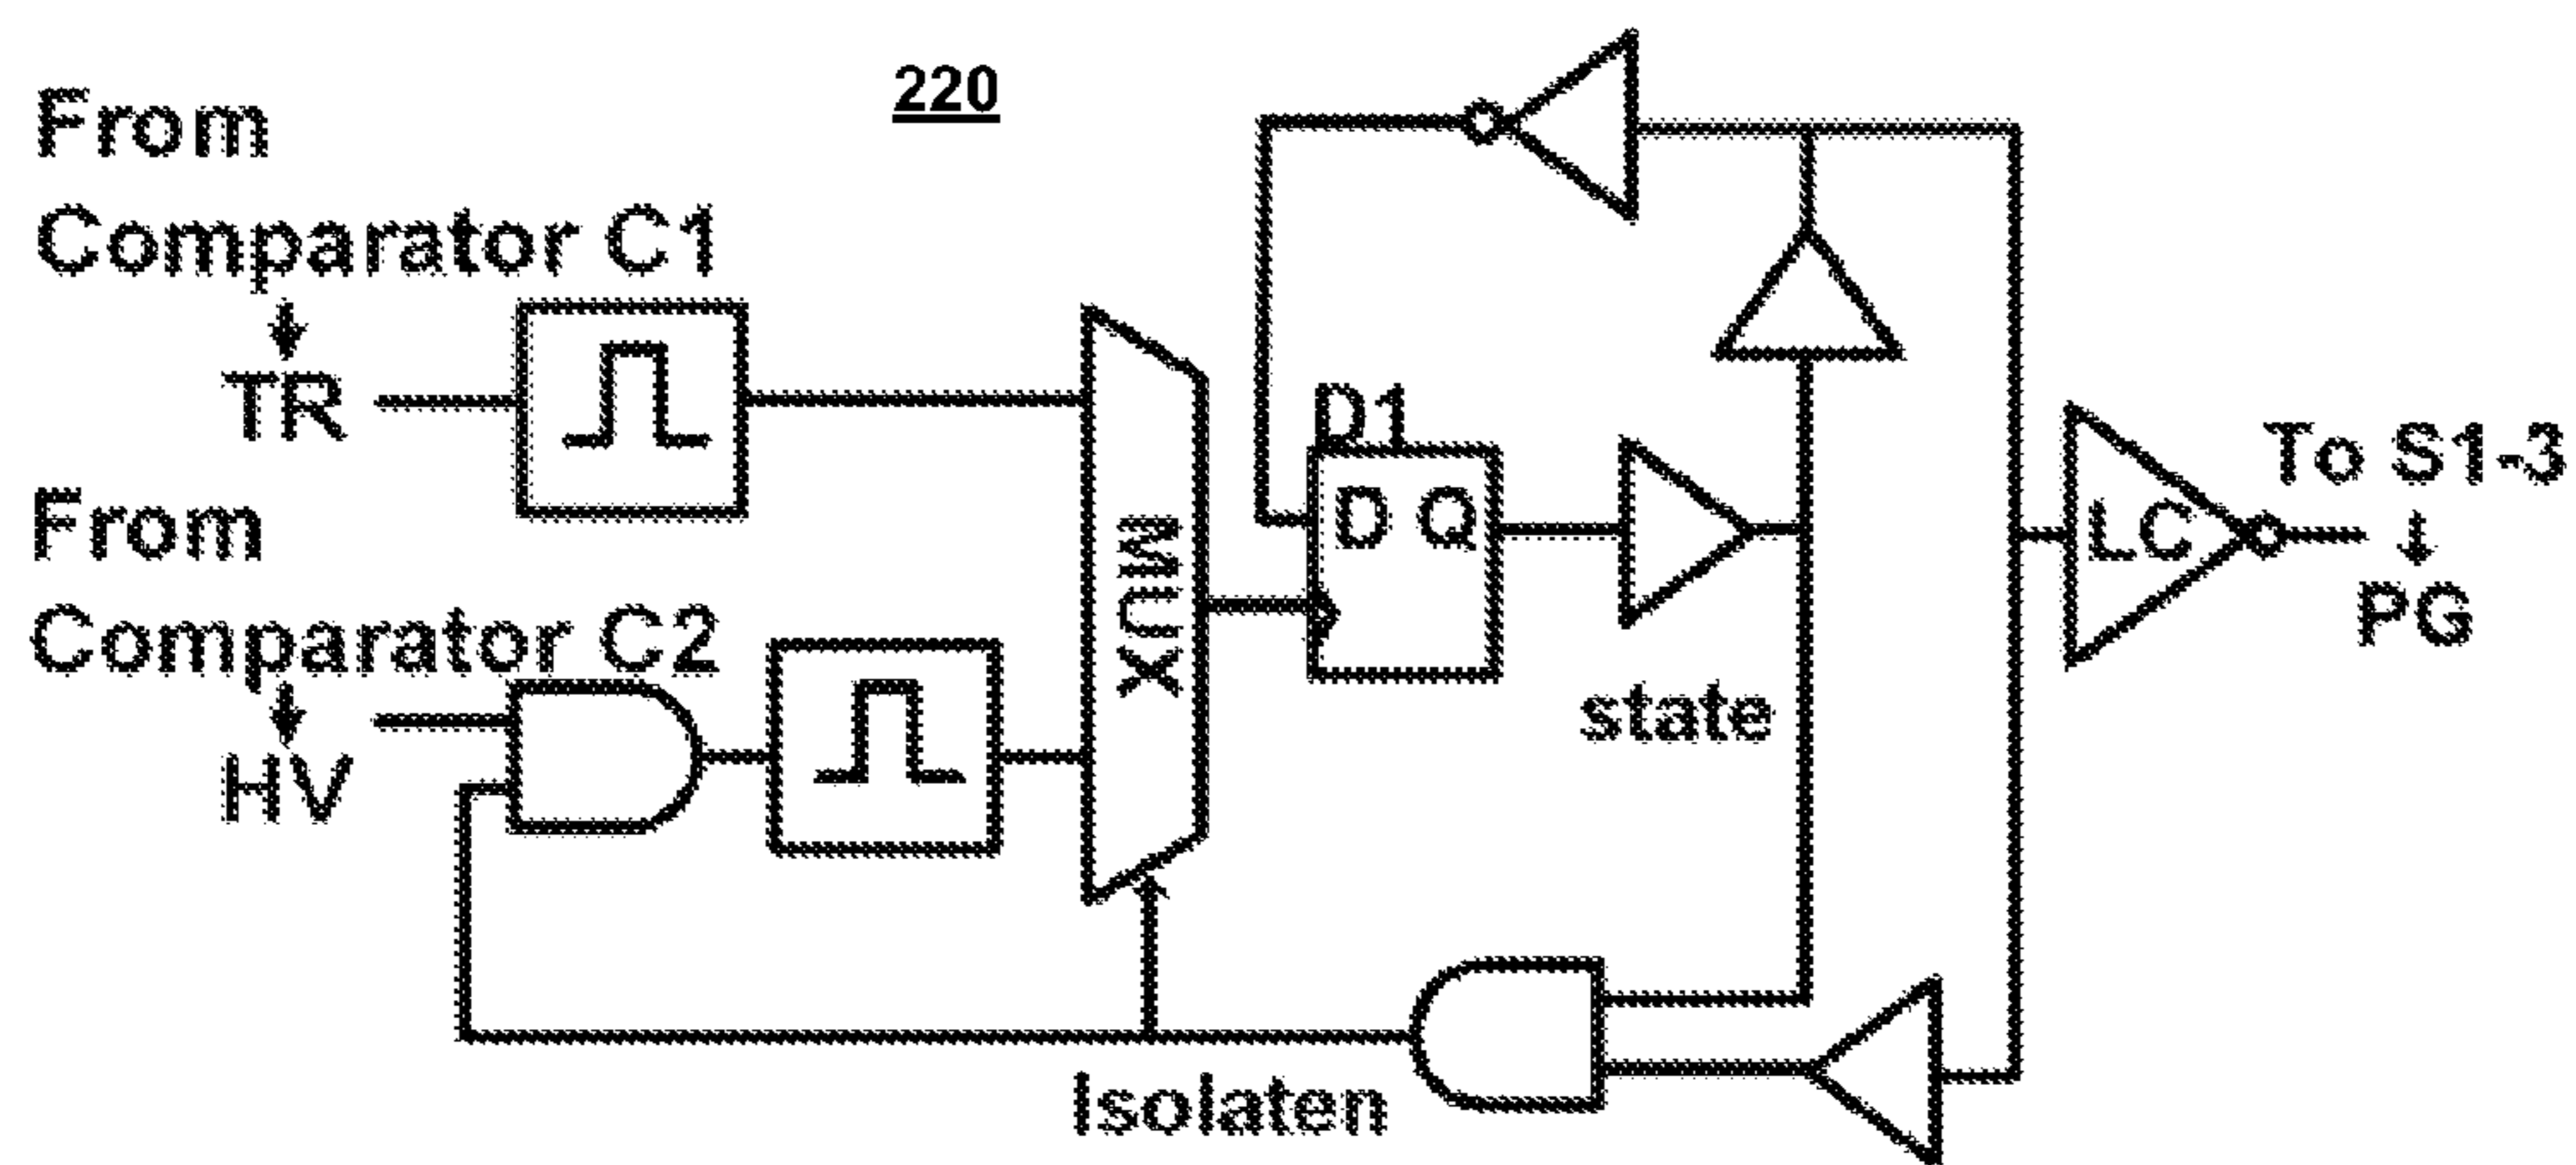 220
From
Comparator C1
TR
From
Comparator C2
HV
MUX
D1
D Q
state
Isolaten
LC
To S1-3
PG